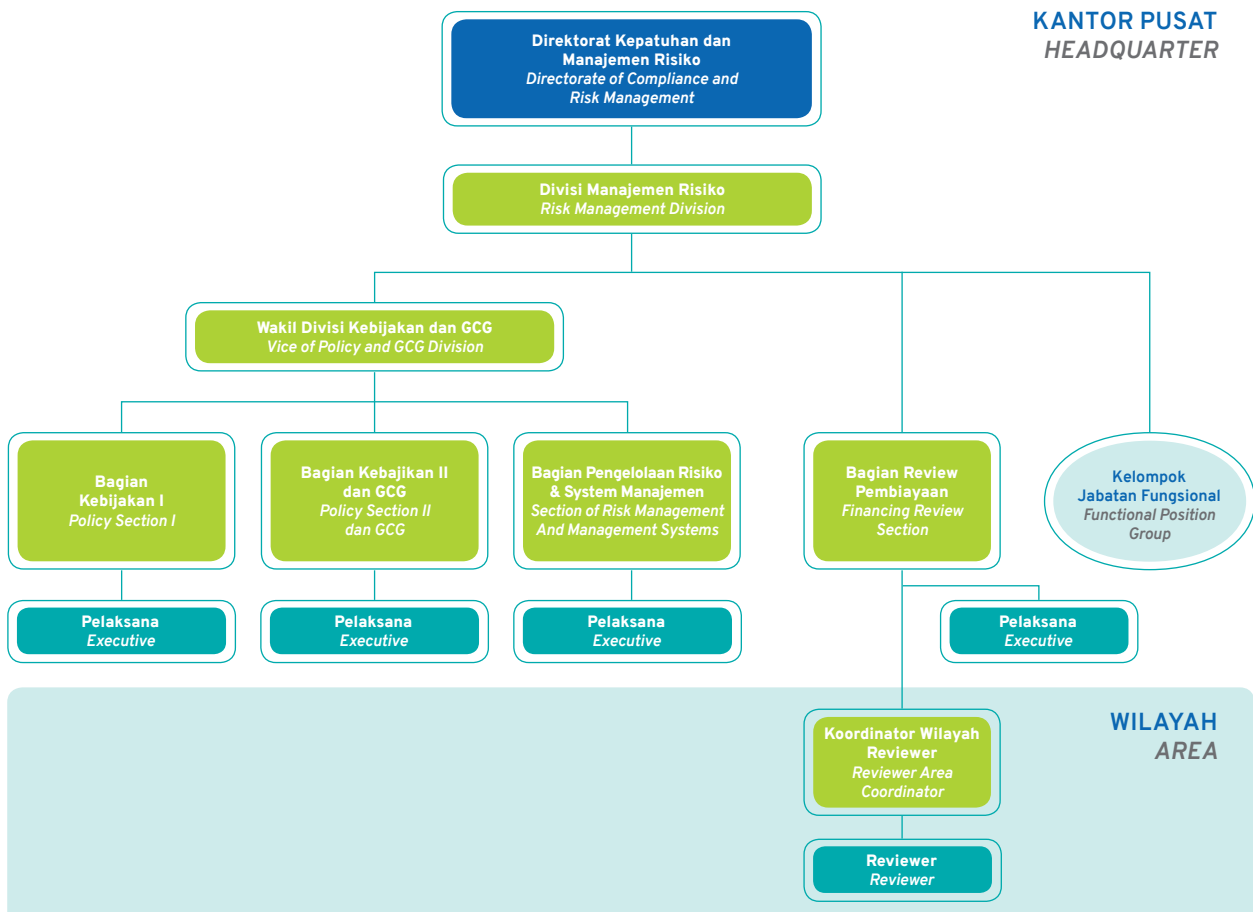 KANTOR PUSAT
HEADQUARTER
Direktorat Kepatuhan dan
Manajemen Risiko
Directorate of Compliance and
Risk Management
Divisi Manajemen Risiko
Risk Management Division
Wakil Divisi Kebijakan dan GCG
Vice of Policy and GCG Division
Bagian
Kebijakan I
Policy Section I
Bagian Kebajikan II
dan GCG
Policy Section II
dan GCG
Bagian Pengelolaan Risiko
& System Manajemen
Section of Risk Management
And Management Systems
Bagian Review
Pembiayaan
Financing Review
Section
Kelompok
Jabatan Fungsional
Functional Position
Group
Pelaksana
Executive
Pelaksana
Executive
Pelaksana
Executive
Pelaksana
Executive
WILAYAH
AREA
Koordinator Wilayah
Reviewer
Reviewer Area
Coordinator
Reviewer
Reviewer